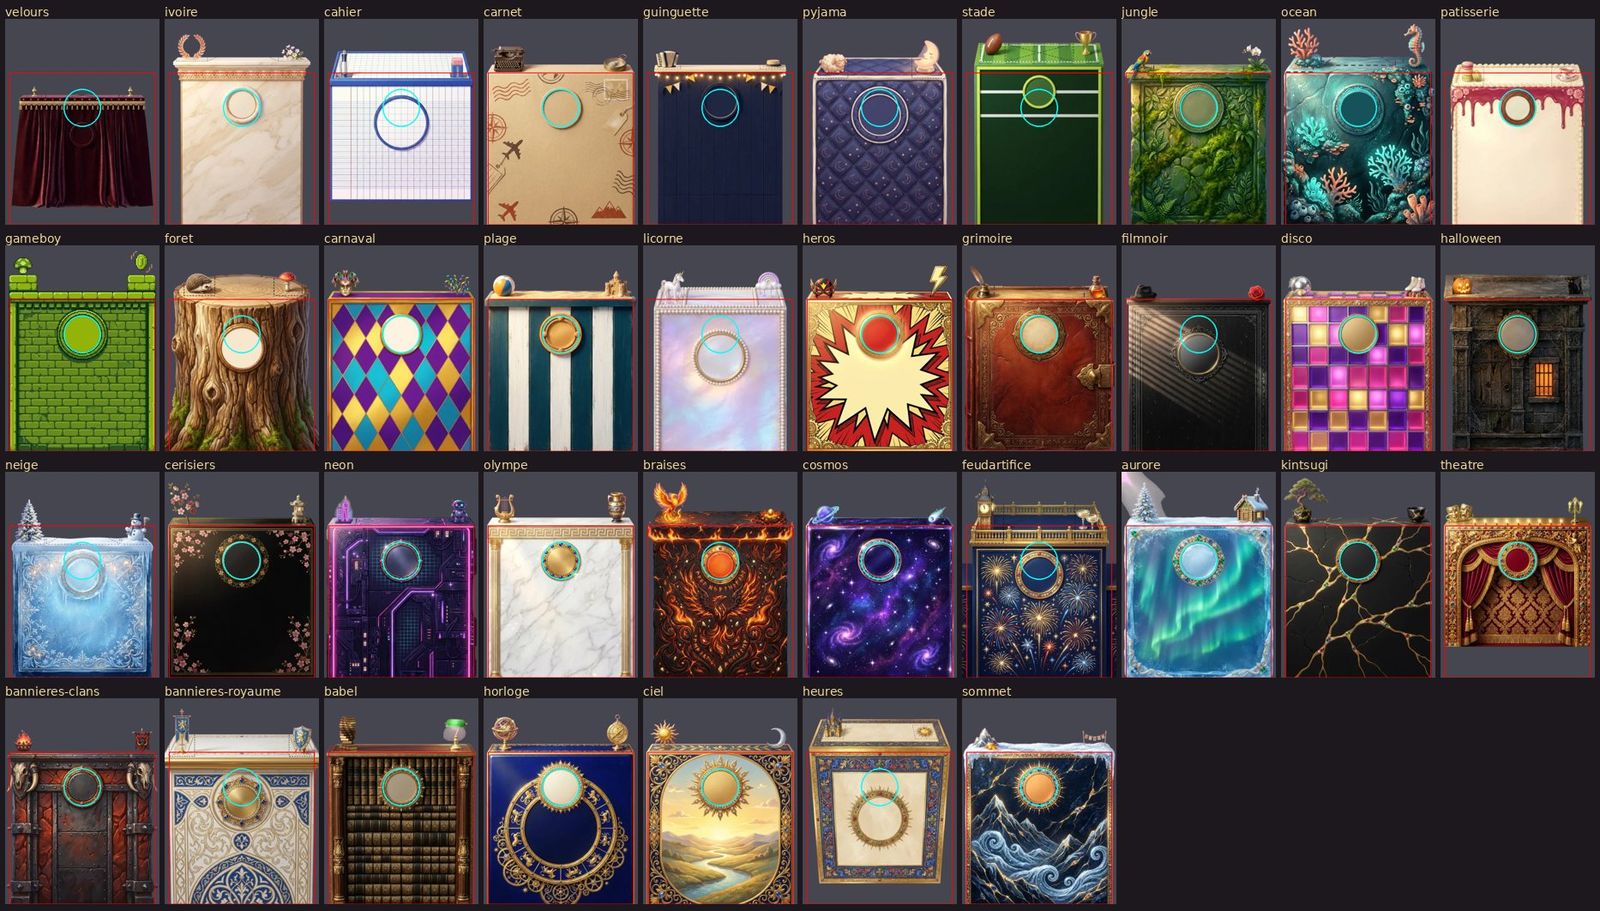 velours
ivoire
cahier
carnet
guinguette
pyjama
stade
jungle
ocean
patisserie
gameboy
foret
carnaval
plage
licorne
heros
grimoire
filmnoir
disco
halloween
neige
cerisiers
neon
olympe
braises
cosmos
feudartifice
aurore
kintsugi
theatre
bannieres-clans
bannieres-royaume
babel
horloge
ciel
heures
sommet